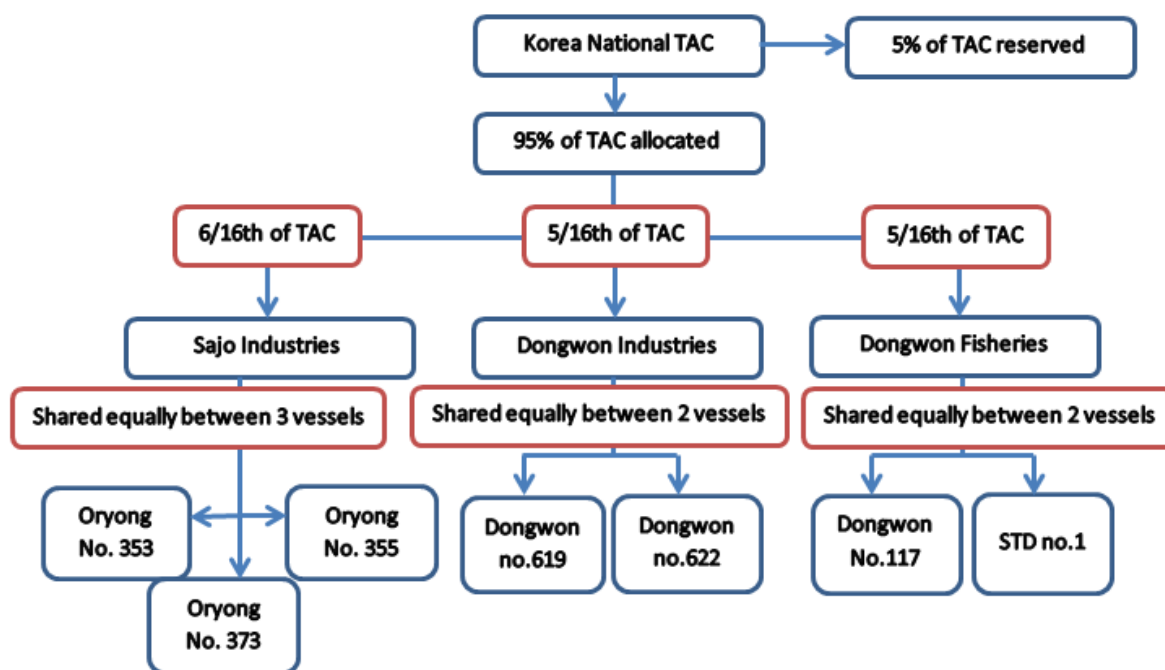 Korea National TAC
5% of TAC reserved
95% of TAC allocated
6/16th of TAC
5/16th of TAC
5/16th of TAC
Sajo Industries
Dongwon Industries
Dongwon Fisheries
Shared equally between 3 vessels
Shared equally between 2 vessels
Shared equally between 2 vessels
Oryong
No. 353
Oryong
No. 355
Oryong
No. 373
Dongwon
no.619
Dongwon
no.622
Dongwon
No.117
STD no.1